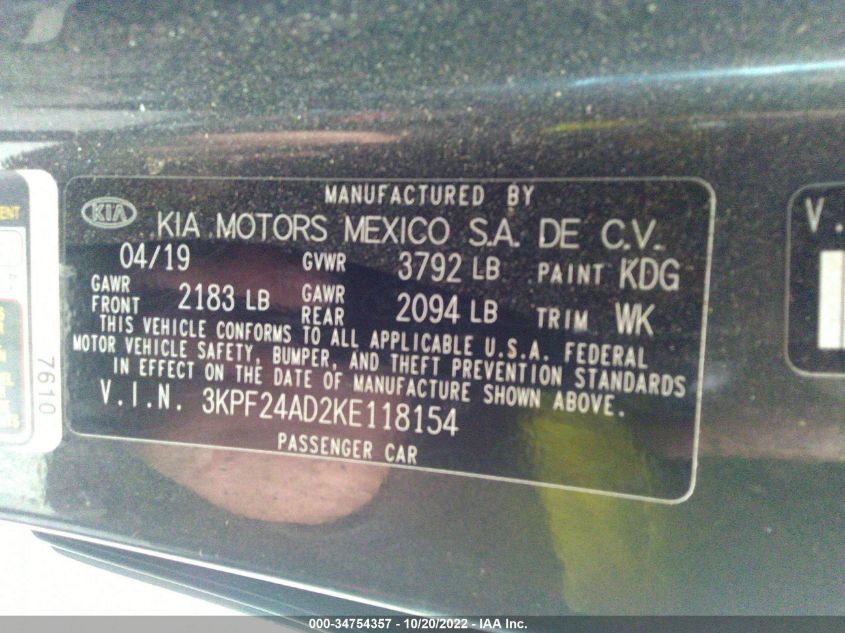 MANUFACTURED BY
KIA KIA MOTORS MEXICO S.A. DE C.V.
04/19 GVWR 3792 LB PAINT KDG
GAWR FRONT 2183 LB GAWR REAR 2094 LB TRIM WK
THIS VEHICLE CONFORMS TO ALL APPLICABLE U.S.A. FEDERAL
MOTOR VEHICLE SAFETY, BUMPER, AND THEFT PREVENTION STANDARDS
IN EFFECT ON THE DATE OF MANUFACTURE SHOWN ABOVE.
V.I.N. 3KPF24AD2KE118154
PASSENGER CAR
7610
V.
000-34754357 - 10/20/2022 - IAA Inc.